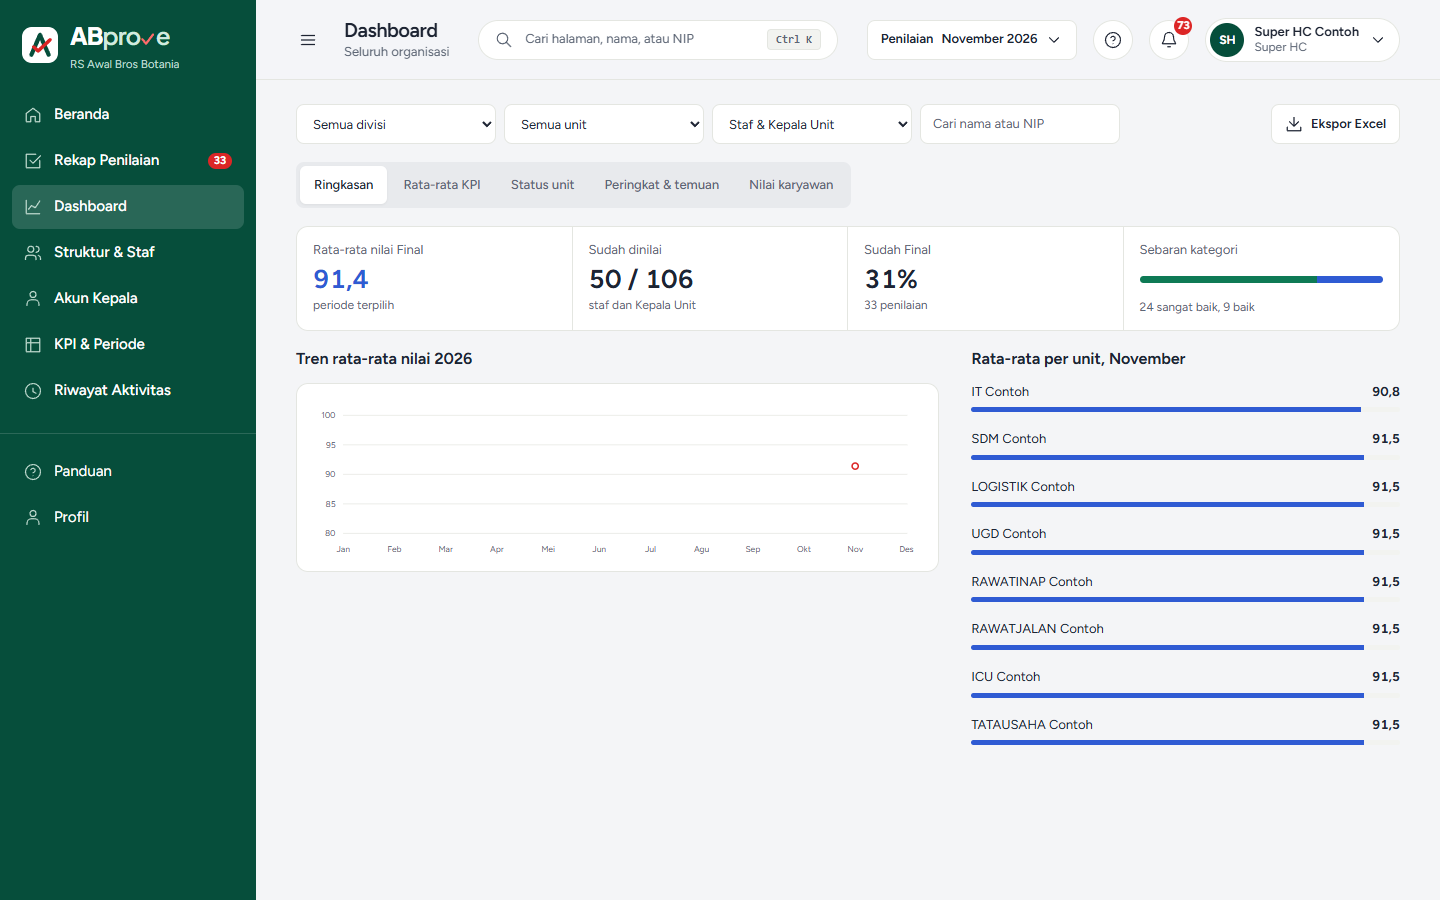 ABprove
RS Awal Bros Botania
Beranda
Rekap Penilaian 33
Dashboard
Struktur & Staf
Akun Kepala
KPI & Periode
Riwayat Aktivitas
Panduan
Profil
Dashboard
Seluruh organisasi
Cari halaman, nama, atau NIP Ctrl K
Penilaian November 2026
73
SH
Super HC Contoh
Super HC
Semua divisi
Semua unit
Staf & Kepala Unit
Cari nama atau NIP
Ekspor Excel
Ringkasan
Rata-rata KPI
Status unit
Peringkat & temuan
Nilai karyawan
Rata-rata nilai Final
91,4
periode terpilih
Sudah dinilai
50 / 106
staf dan Kepala Unit
Sudah Final
31%
33 penilaian
Sebaran kategori
24 sangat baik, 9 baik
Tren rata-rata nilai 2026
100
95
90
85
80
Jan Feb Mar Apr Mei Jun Jul Agu Sep Okt Nov Des
Rata-rata per unit, November
IT Contoh 90,8
SDM Contoh 91,5
LOGISTIK Contoh 91,5
UGD Contoh 91,5
RAWATINAP Contoh 91,5
RAWATJALAN Contoh 91,5
ICU Contoh 91,5
TATAUSAHA Contoh 91,5